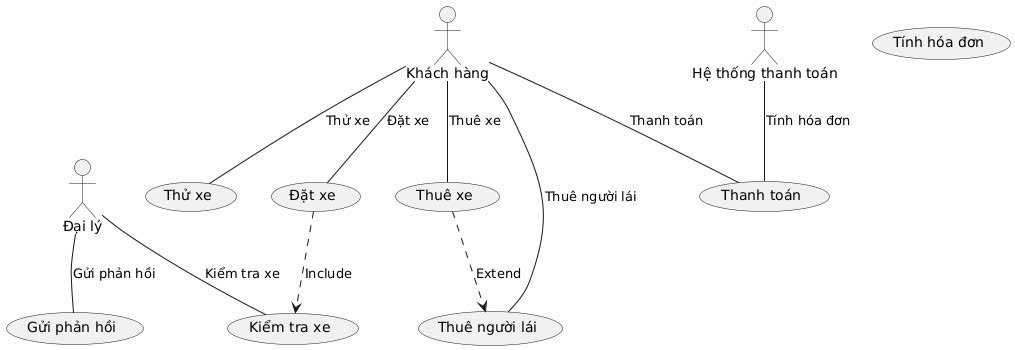 Khách hàng
Hệ thống thanh toán
Tính hóa đơn
Thử xe
Đặt xe
Thuê xe
Thanh toán
Tính hóa đơn
Đại lý
Thử xe
Đặt xe
Thuê xe
Thuê người lái
Thanh toán
Gửi phản hồi
Kiểm tra xe
Include
Extend
Gửi phản hồi
Kiểm tra xe
Thuê người lái